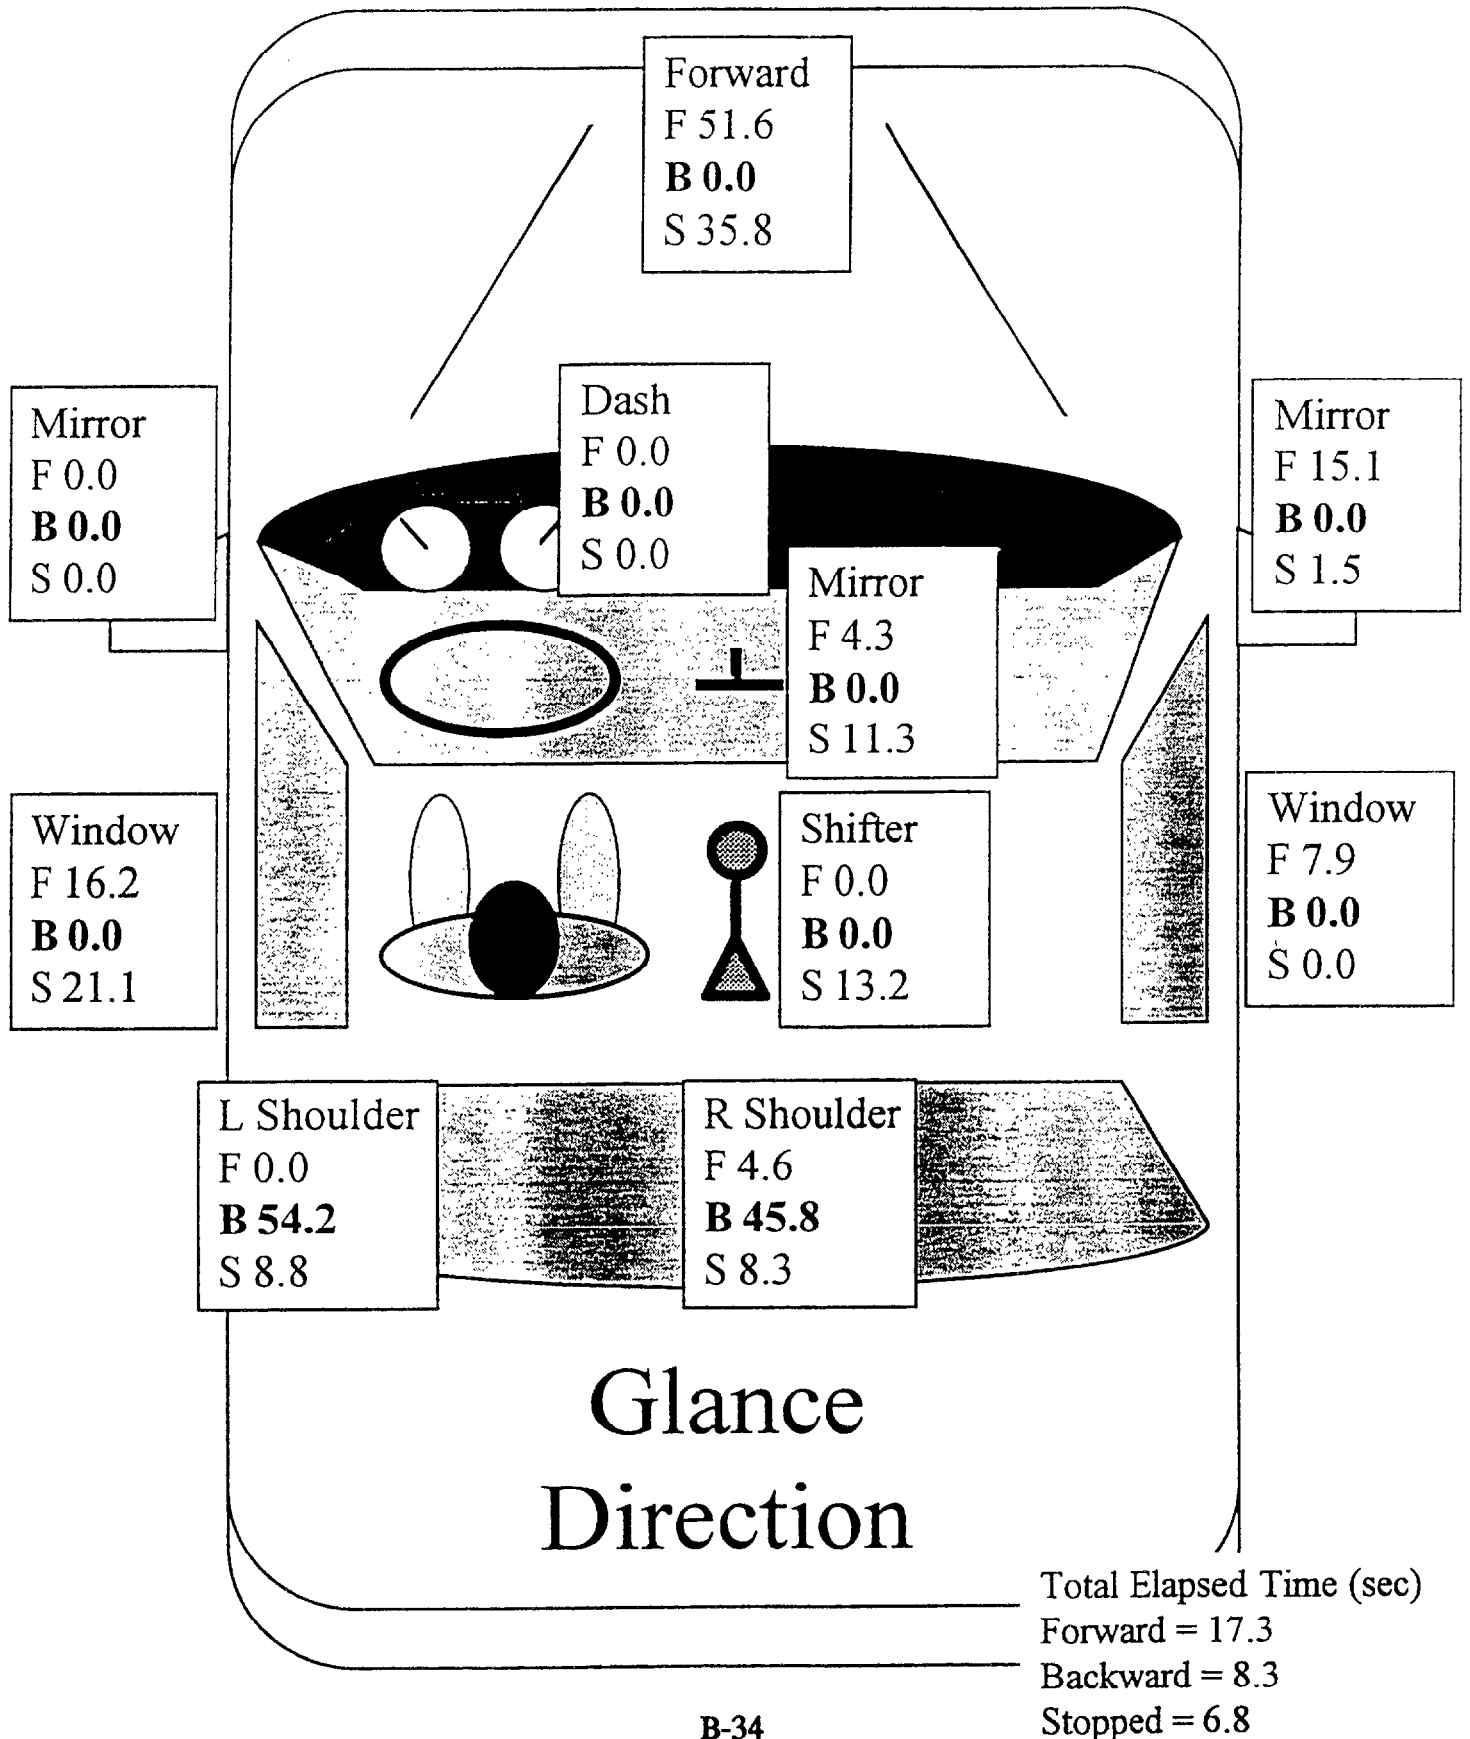 Forward
F 51.6
B 0.0
S 35.8
Dash
F 0.0
B 0.0
S 0.0
Mirror
F 0.0
B 0.0
S 0.0
Mirror
F 15.1
B 0.0
S 1.5
Mirror
F 4.3
B 0.0
S 11.3
Window
F 16.2
B 0.0
S 21.1
Shifter
F 0.0
B 0.0
S 13.2
Window
F 7.9
B 0.0
S 0.0
L Shoulder
F 0.0
B 54.2
S 8.8
R Shoulder
F 4.6
B 45.8
S 8.3
Glance
Direction
Total Elapsed Time (sec)
Forward = 17.3
Backward = 8.3
Stopped = 6.8
B-34